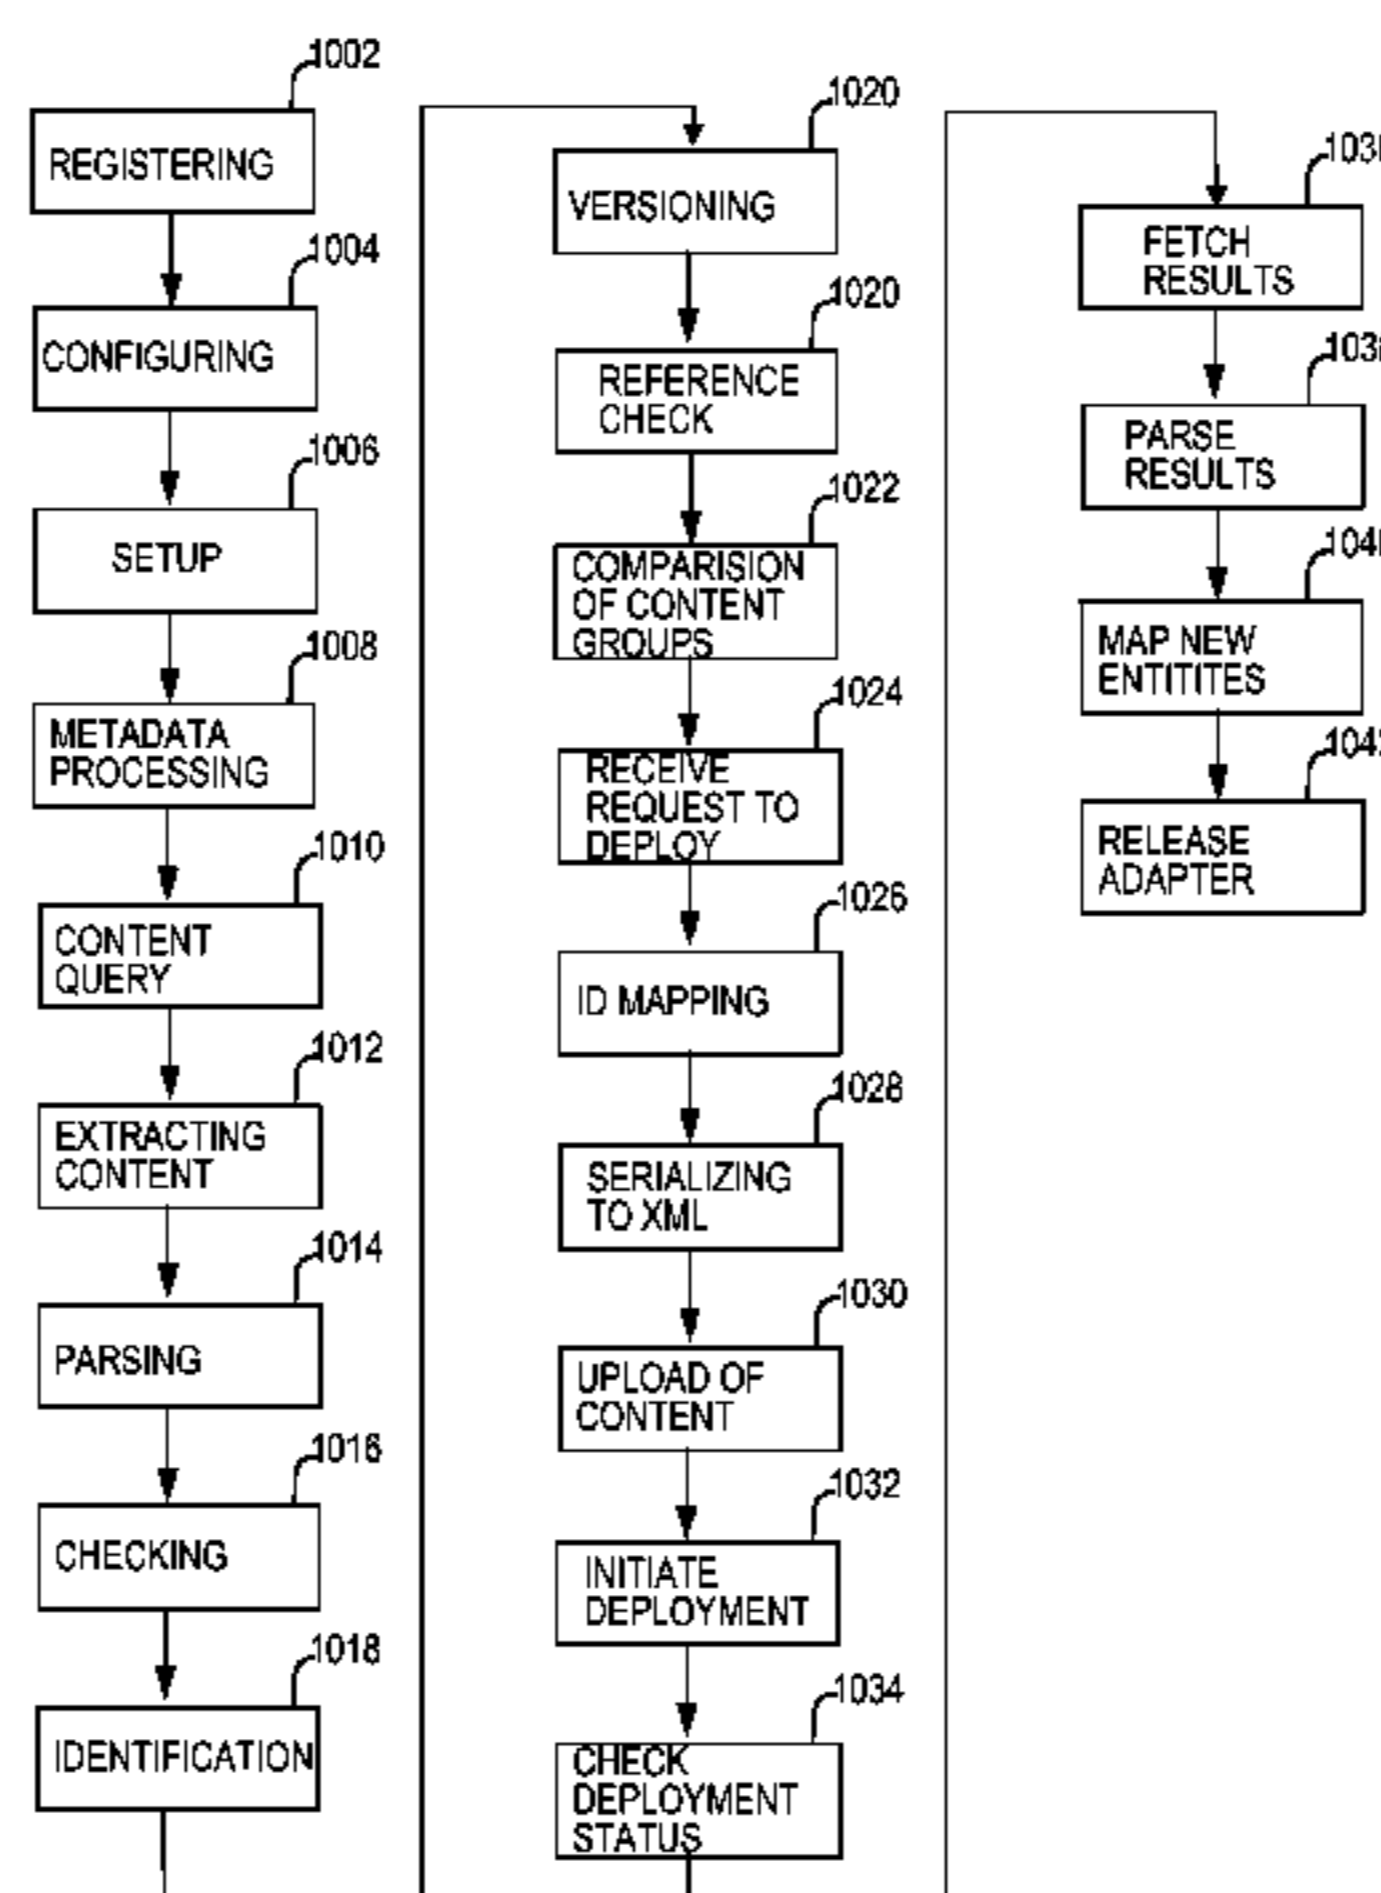 1002
REGISTERING
1004
CONFIGURING
1006
SETUP
1008
METADATA
PROCESSING
1010
CONTENT
QUERY
1012
EXTRACTING
CONTENT
1014
PARSING
1016
CHECKING
1018
IDENTIFICATION
1020
VERSIONING
1020
REFERENCE
CHECK
1022
COMPARISION
OF CONTENT
GROUPS
1024
RECEIVE
REQUEST TO
DEPLOY
1026
ID MAPPING
1028
SERIALIZING
TO XML
1030
UPLOAD OF
CONTENT
1032
INITIATE
DEPLOYMENT
1034
CHECK
DEPLOYMENT
STATUS
FETCH
RESULTS
PARSE
RESULTS
MAP NEW
ENTITITES
RELEASE
ADAPTER